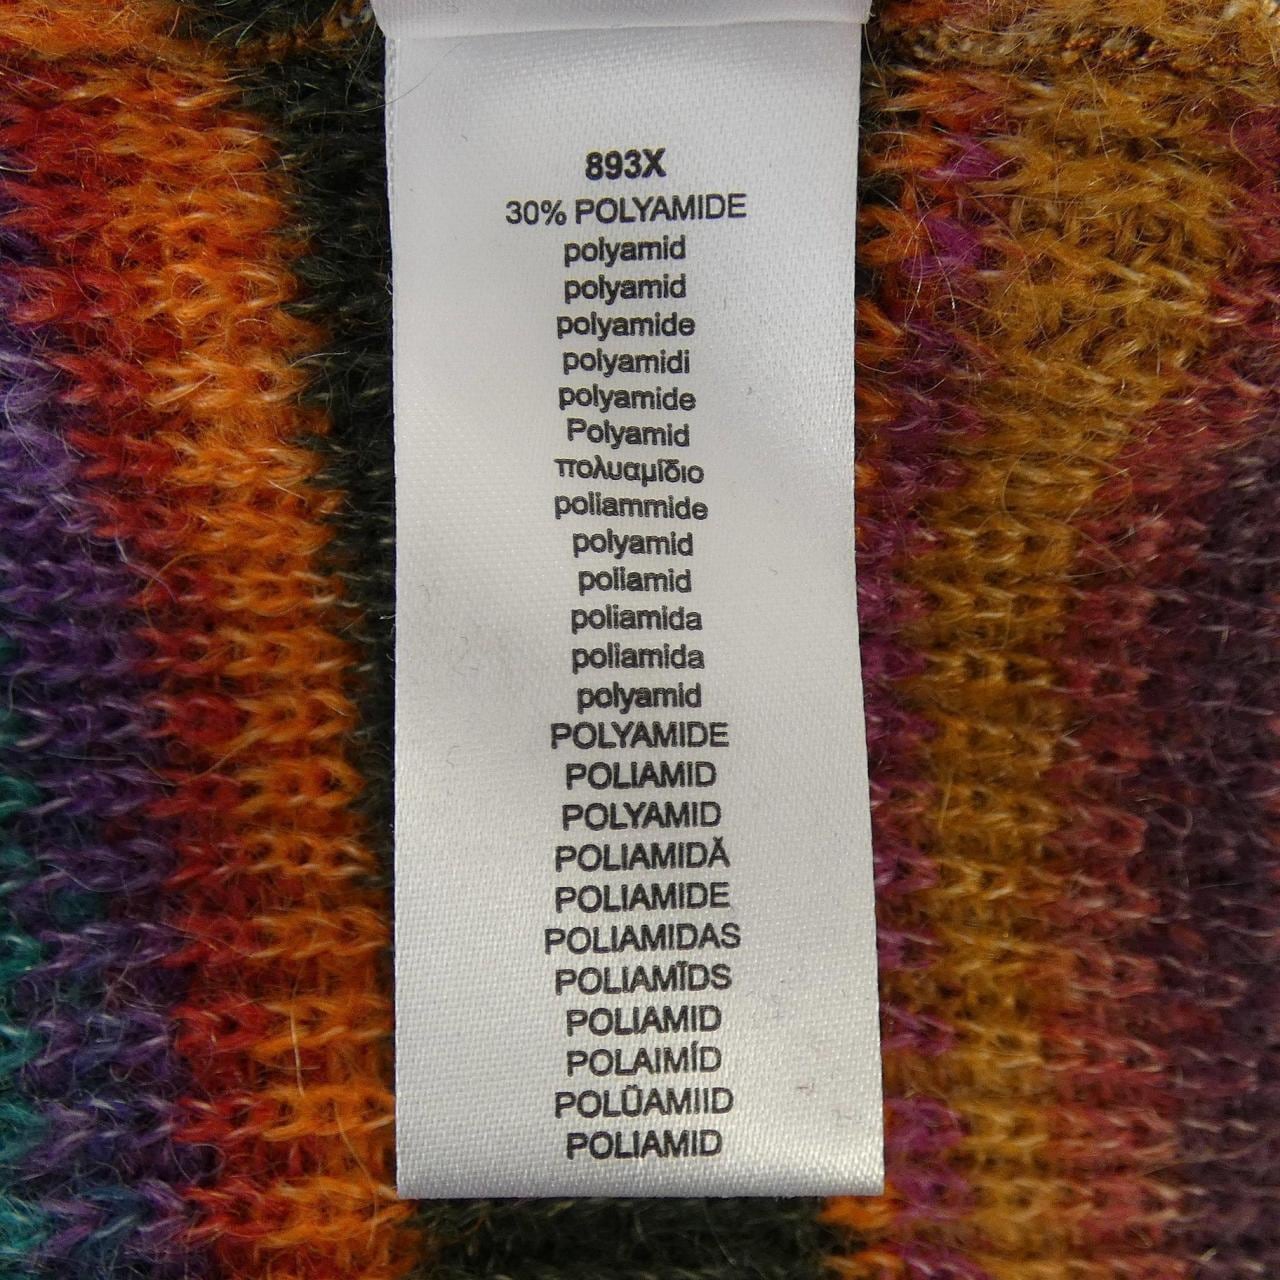 893X
30% POLYAMIDE
polyamid
polyamid
polyamide
polyamidi
polyamide
Polyamid
πολυαμίδιο
poliammide
polyamid
poliamid
poliamida
poliamida
polyamid
POLYAMIDE
POLIAMID
POLYAMID
POLIAMIDĂ
POLIAMIDE
POLIAMIDAS
POLIAMĪDS
POLIAMID
POLAIMÍD
POLÜAMIID
POLIAMID